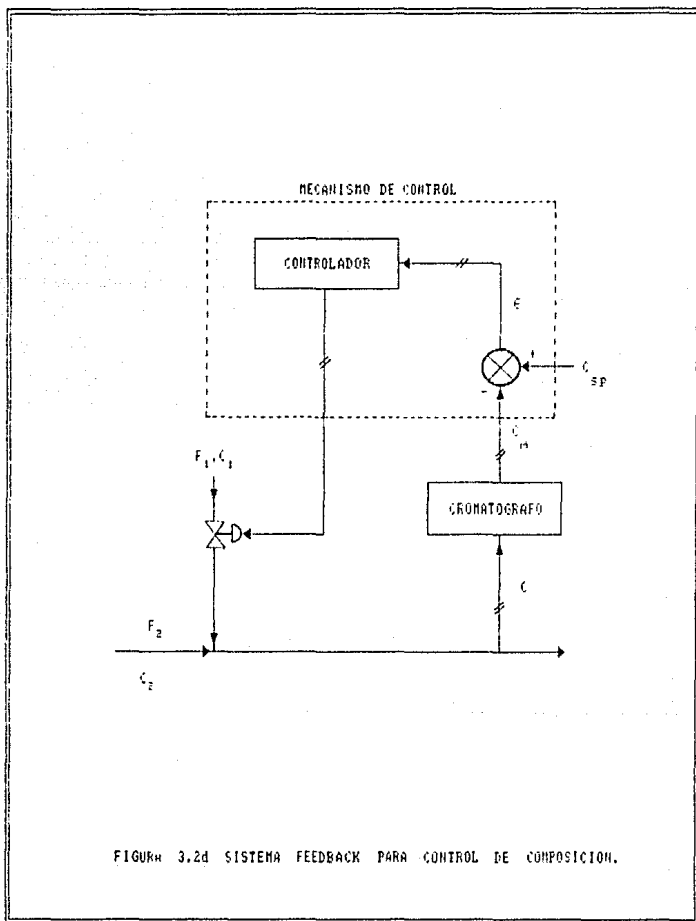 MECANISMO DE CONTROL
CONTROLADOR
є
+
-
C SP
C M
F1,C1
CROMATOGRAFO
C
F2
C2
FIGURA 3.2d SISTEMA FEEDBACK PARA CONTROL DE COMPOSICION.